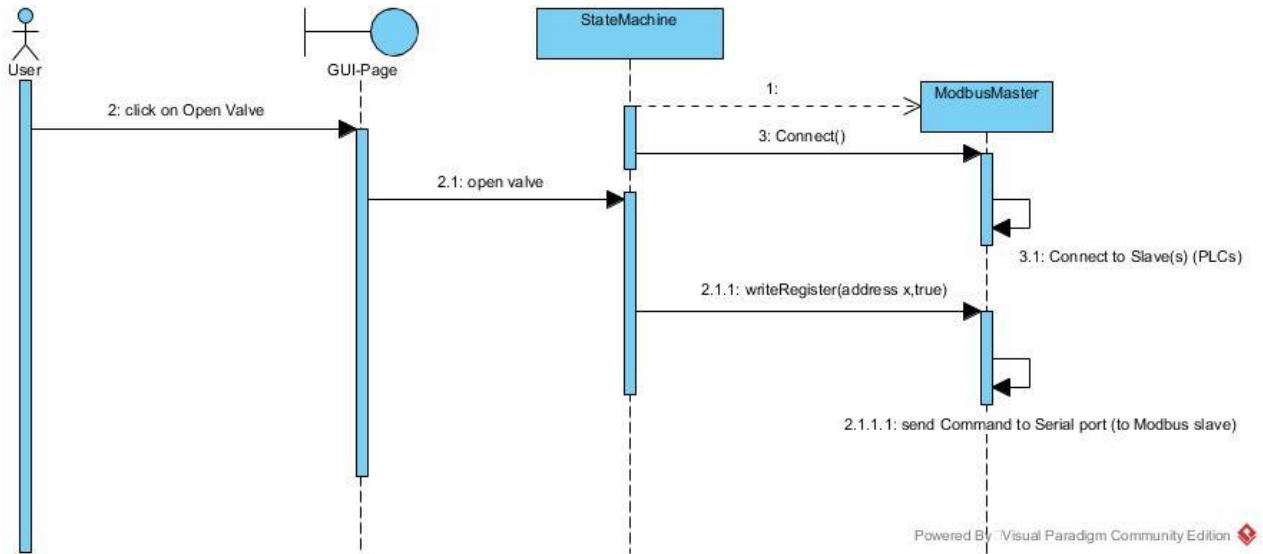 StateMachine
User
GUI-Page
1:
ModbusMaster
2: click on Open Valve
3: Connect()
2.1: open valve
3.1: Connect to Slave(s) (PLCs)
2.1.1: writeRegister(address x,true)
2.1.1.1: send Command to Serial port (to Modbus slave)
Powered By Visual Paradigm Community Edition